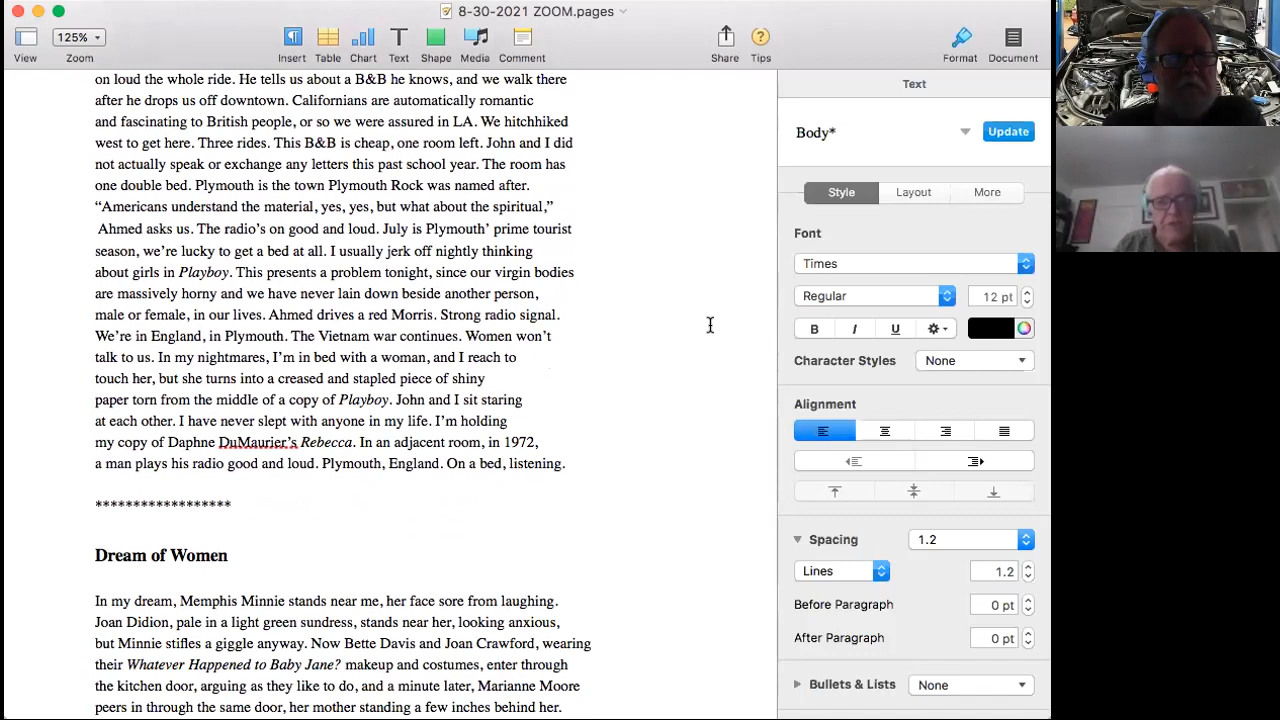 8-30-2021 ZOOM.pages
125%
View
Zoom
Insert
Table
Chart
Text
Shape
Media
Comment
Share
Tips
Format
Document
on loud the whole ride. He tells us about a B&B he knows, and we walk there
after he drops us off downtown. Californians are automatically romantic
and fascinating to British people, or so we were assured in LA. We hitchhiked
west to get here. Three rides. This B&B is cheap, one room left. John and I did
not actually speak or exchange any letters this past school year. The room has
one double bed. Plymouth is the town Plymouth Rock was named after.
“Americans understand the material, yes, yes, but what about the spiritual,”
Ahmed asks us. The radio’s on good and loud. July is Plymouth’ prime tourist
season, we’re lucky to get a bed at all. I usually jerk off nightly thinking
about girls in Playboy. This presents a problem tonight, since our virgin bodies
are massively horny and we have never lain down beside another person,
male or female, in our lives. Ahmed drives a red Morris. Strong radio signal.
We’re in England, in Plymouth. The Vietnam war continues. Women won’t
talk to us. In my nightmares, I’m in bed with a woman, and I reach to
touch her, but she turns into a creased and stapled piece of shiny
paper torn from the middle of a copy of Playboy. John and I sit staring
at each other. I have never slept with anyone in my life. I’m holding
my copy of Daphne DuMaurier’s Rebecca. In an adjacent room, in 1972,
a man plays his radio good and loud. Plymouth, England. On a bed, listening.
******************
Dream of Women
In my dream, Memphis Minnie stands near me, her face sore from laughing.
Joan Didion, pale in a light green sundress, stands near her, looking anxious,
but Minnie stifles a giggle anyway. Now Bette Davis and Joan Crawford, wearing
their Whatever Happened to Baby Jane? makeup and costumes, enter through
the kitchen door, arguing as they like to do, and a minute later, Marianne Moore
peers in through the same door, her mother standing a few inches behind her.
Text
Body*
Update
Style
Layout
More
Font
Times
Regular
12 pt
B
I
U
Character Styles
None
Alignment
Spacing
1.2
Lines
1.2
Before Paragraph
0 pt
After Paragraph
0 pt
Bullets & Lists
None